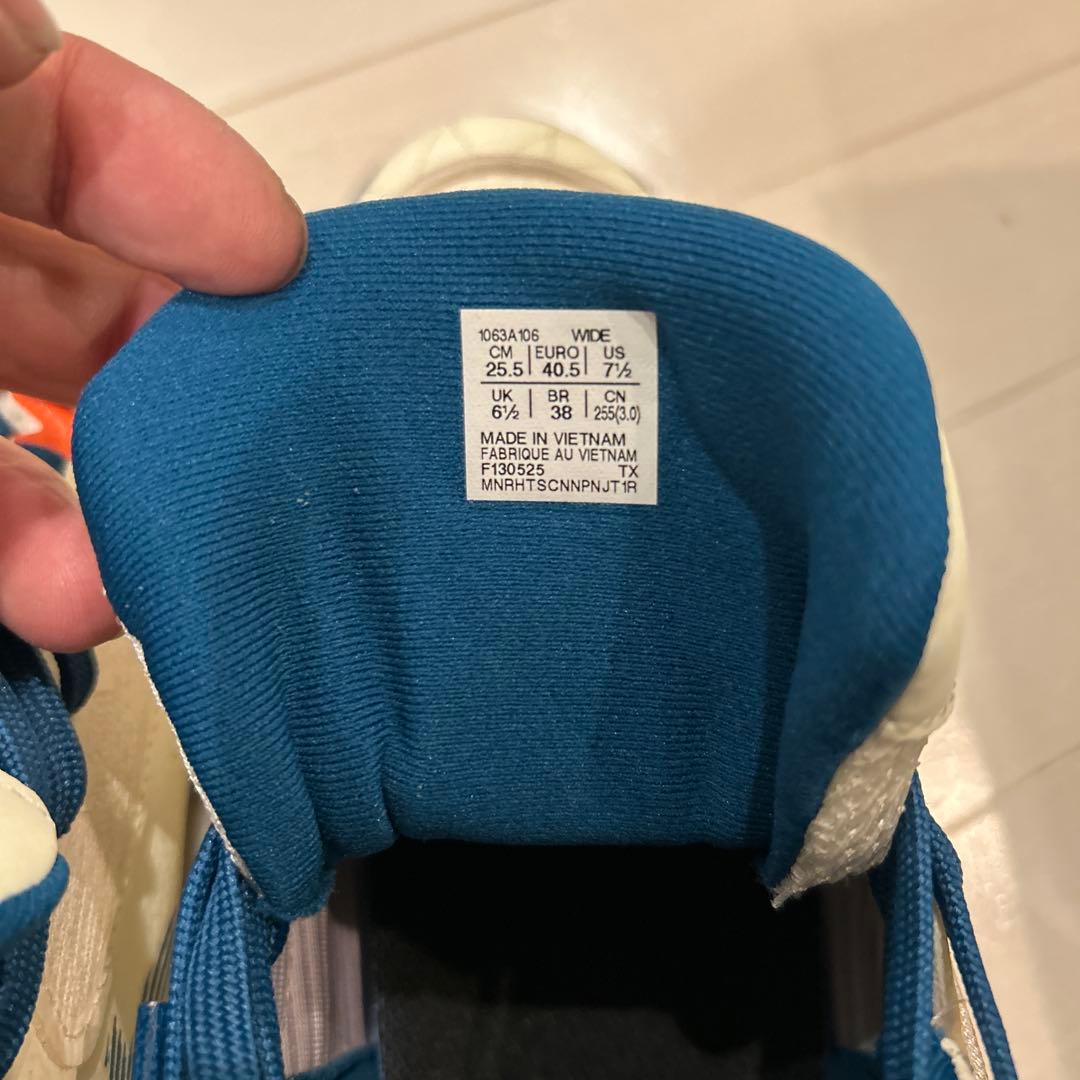 1063A106 WIDE
CM EURO US
25.5 40.5 7½
UK BR CN
6½ 38 255(3.0)
MADE IN VIETNAM
FABRIQUE AU VIETNAM
F130525 TX
MNRHTSCNNPNJT1R